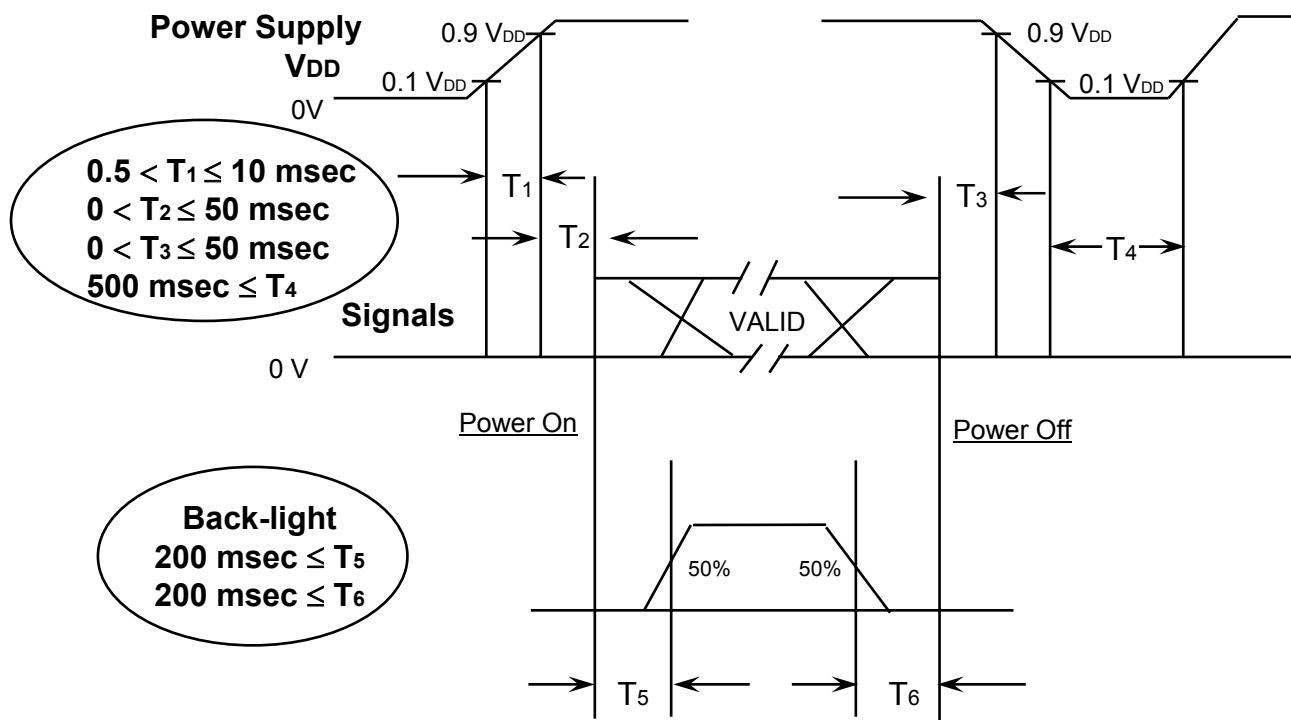 Power Supply
VDD
0.9 VDD
0.1 VDD
0V
0.9 VDD
0.1 VDD
0.5 < T1 ≤ 10 msec
0 < T2 ≤ 50 msec
0 < T3 ≤ 50 msec
500 msec ≤ T4
T1
T2
T3
T4
Signals
VALID
0 V
Power On
Power Off
Back-light
200 msec ≤ T5
200 msec ≤ T6
50%
50%
T5
T6